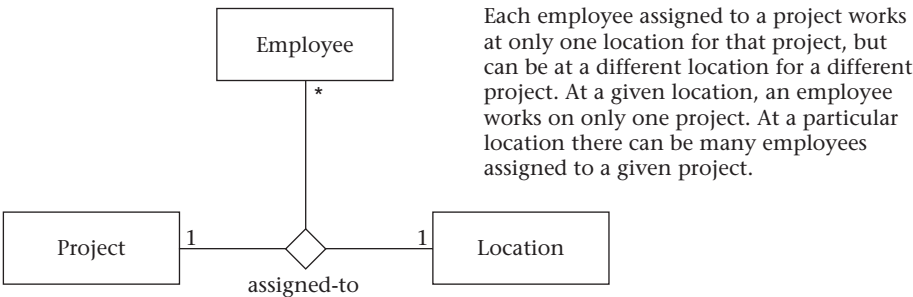 Employee
*
Each employee assigned to a project works
at only one location for that project, but
can be at a different location for a different
project. At a given location, an employee
works on only one project. At a particular
location there can be many employees
assigned to a given project.
Project
1
1
Location
assigned-to